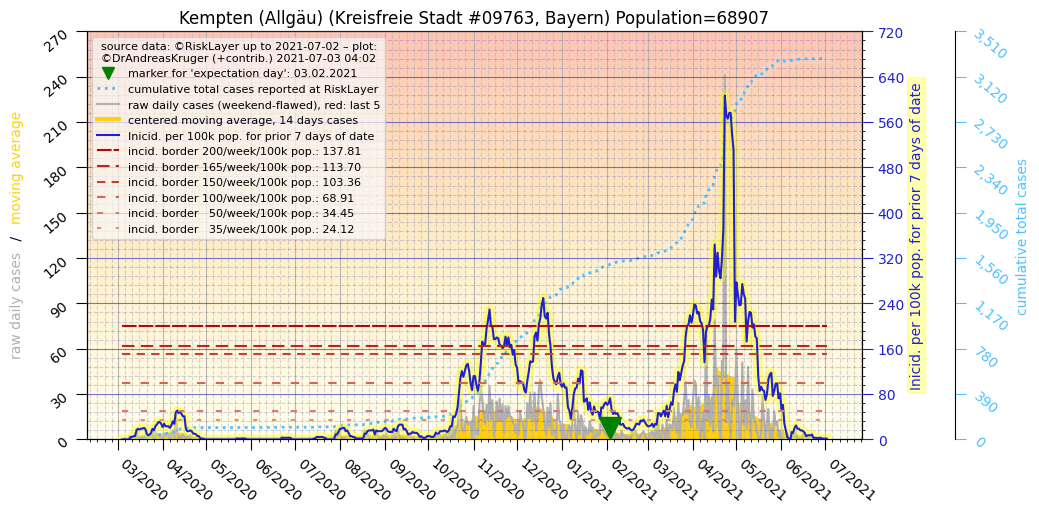 Kempten (Allgäu) (Kreisfreie Stadt #09763, Bayern) Population=68907
source data: ©RiskLayer up to 2021-07-02 – plot:
©DrAndreasKruger (+contrib.) 2021-07-03 04:02
marker for 'expectation day': 03.02.2021
cumulative total cases reported at RiskLayer
raw daily cases (weekend-flawed), red: last 5
centered moving average, 14 days cases
Inicid. per 100k pop. for prior 7 days of date
incid. border 200/week/100k pop.: 137.81
incid. border 165/week/100k pop.: 113.70
incid. border 150/week/100k pop.: 103.36
incid. border 100/week/100k pop.: 68.91
incid. border   50/week/100k pop.: 34.45
incid. border   35/week/100k pop.: 24.12
raw daily cases  /  moving average
270
240
210
180
150
120
90
60
30
0
720
640
560
480
400
320
240
160
80
0
Inicid. per 100k pop. for prior 7 days of date
3,510
3,120
2,730
2,340
1,950
1,560
1,170
780
390
0
cumulative total cases
03/2020
04/2020
05/2020
06/2020
07/2020
08/2020
09/2020
10/2020
11/2020
12/2020
01/2021
02/2021
03/2021
04/2021
05/2021
06/2021
07/2021